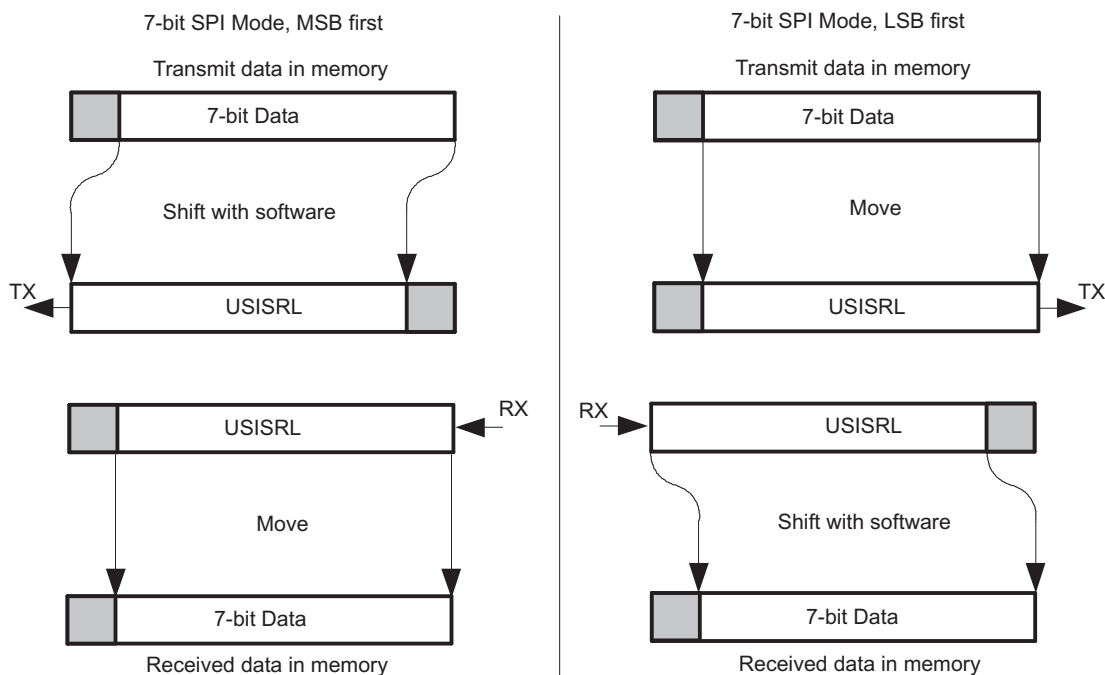 7-bit SPI Mode, MSB first
Transmit data in memory
7-bit Data
Shift with software
TX
USISRL
USISRL
RX
Move
7-bit Data
Received data in memory
7-bit SPI Mode, LSB first
Transmit data in memory
7-bit Data
Move
USISRL
TX
RX
USISRL
Shift with software
7-bit Data
Received data in memory